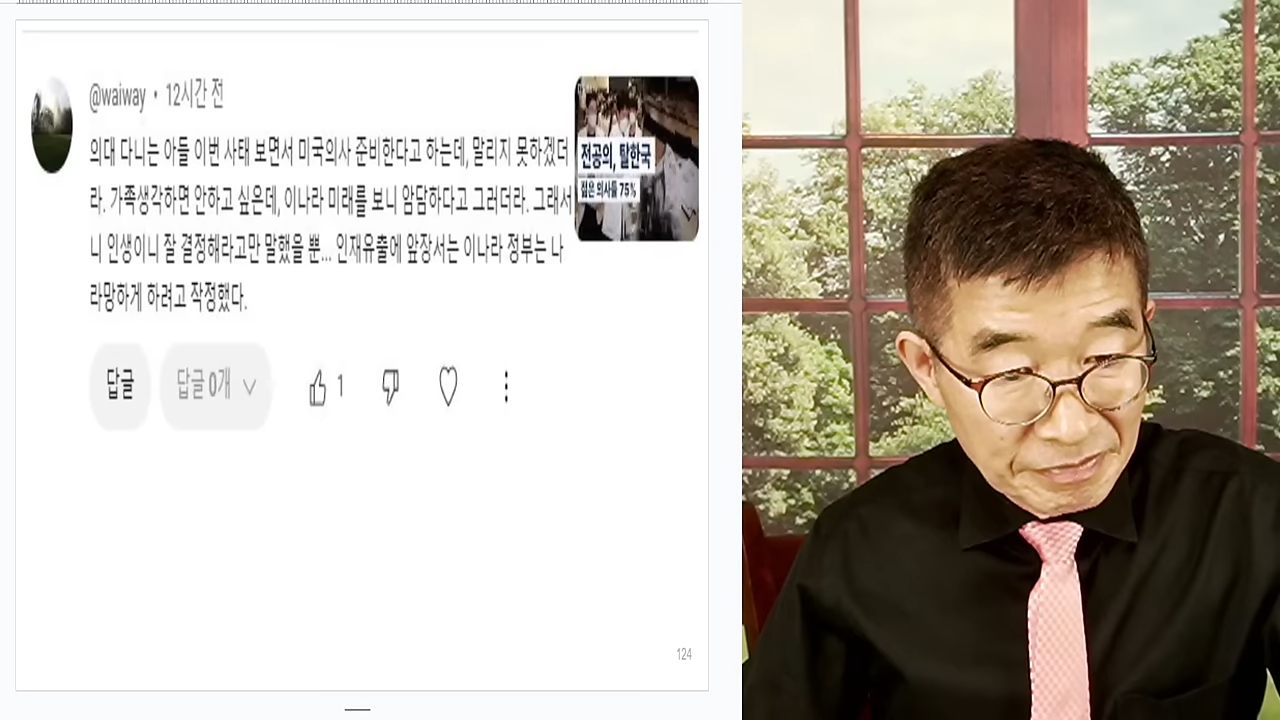 @waiway • 12시간 전
의대 다니는 아들 이번 사태 보면서 미국의사 준비한다고 하는데, 말리지 못하겠더
라. 가족생각하면 안하고 싶은데, 이나라 미래를 보니 암담하다고 그러더라. 그래서
니 인생이니 잘 결정해라고만 말했을 뿐... 인재유출에 앞장서는 이나라 정부는 나
라망하게 하려고 작정했다.
전공의, 탈한국
젊은 의사들 75%
답글
답글 0개
1
124